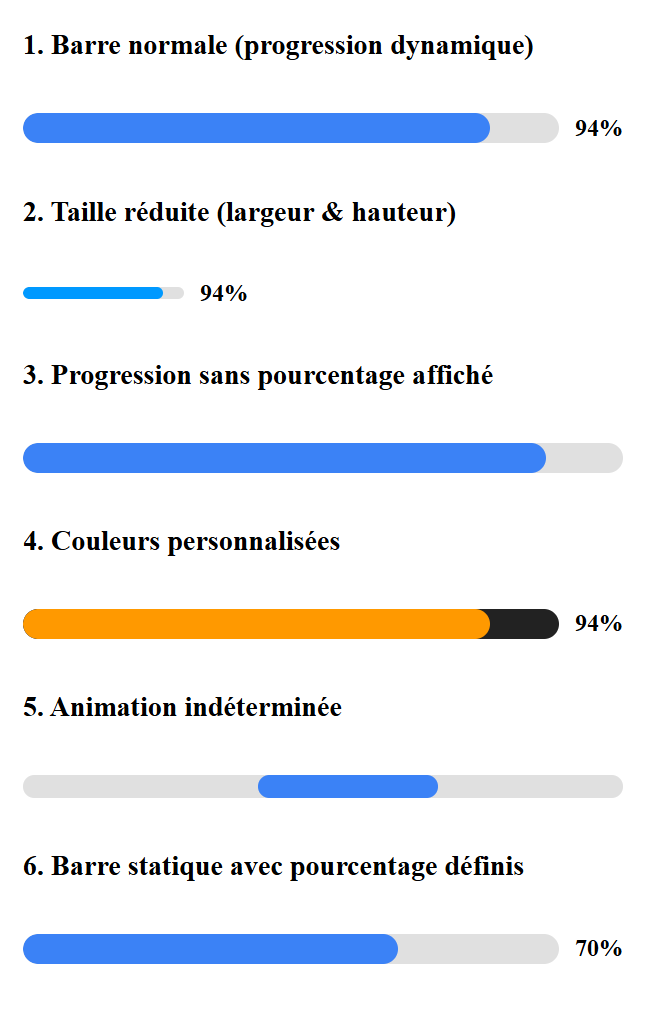 1. Barre normale (progression dynamique)
94%
2. Taille réduite (largeur & hauteur)
94%
3. Progression sans pourcentage affiché
4. Couleurs personnalisées
94%
5. Animation indéterminée
6. Barre statique avec pourcentage définis
70%